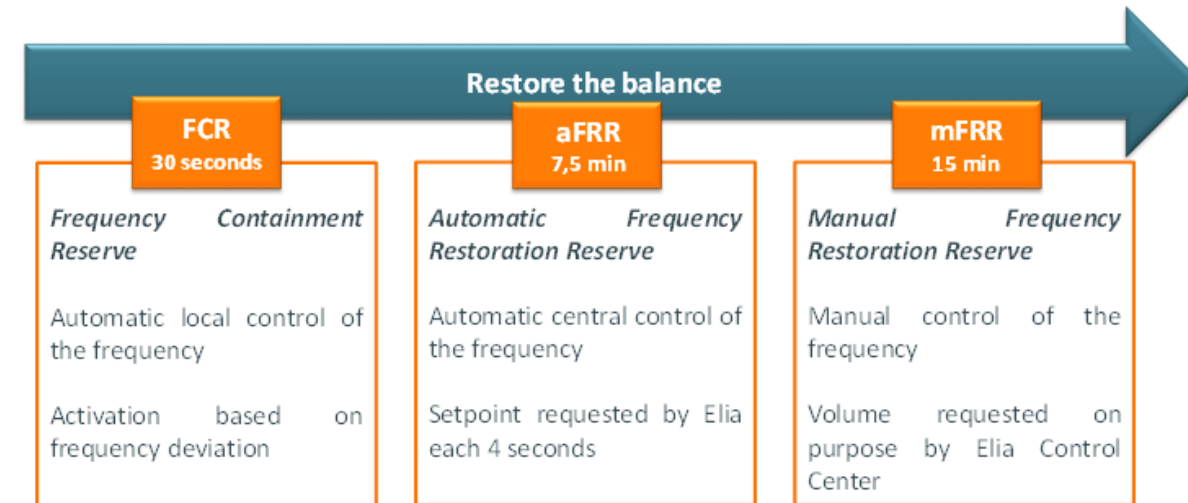 Restore the balance
FCR
30 seconds
Frequency Containment
Reserve
Automatic local control of
the frequency
Activation based on
frequency deviation
aFRR
7,5 min
Automatic Frequency
Restoration Reserve
Automatic central control of
the frequency
Setpoint requested by Elia
each 4 seconds
mFRR
15 min
Manual Frequency
Restoration Reserve
Manual control of the
frequency
Volume requested on
purpose by Elia Control
Center